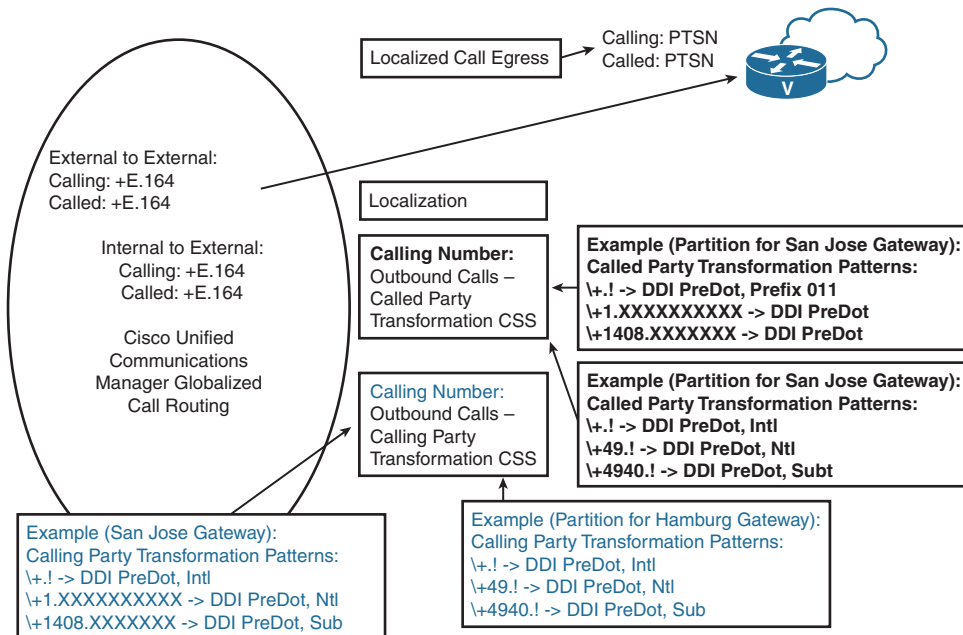 Localized Call Egress
Calling: PTSN
Called: PTSN
V
External to External:
Calling: +E.164
Called: +E.164
Internal to External:
Calling: +E.164
Called: +E.164
Cisco Unified
Communications
Manager Globalized
Call Routing
Localization
Calling Number:
Outbound Calls –
Called Party
Transformation CSS
Example (Partition for San Jose Gateway):
Called Party Transformation Patterns:
\+.! -> DDI PreDot, Prefix 011
\+1.XXXXXXXXXX -> DDI PreDot
\+1408.XXXXXXX -> DDI PreDot
Calling Number:
Outbound Calls –
Calling Party
Transformation CSS
Example (Partition for San Jose Gateway):
Called Party Transformation Patterns:
\+.! -> DDI PreDot, Intl
\+49.! -> DDI PreDot, Ntl
\+4940.! -> DDI PreDot, Subt
Example (San Jose Gateway):
Calling Party Transformation Patterns:
\+.! -> DDI PreDot, Intl
\+1.XXXXXXXXXX -> DDI PreDot, Ntl
\+1408.XXXXXXX -> DDI PreDot, Sub
Example (Partition for Hamburg Gateway):
Calling Party Transformation Patterns:
\+.! -> DDI PreDot, Intl
\+49.! -> DDI PreDot, Ntl
\+4940.! -> DDI PreDot, Sub